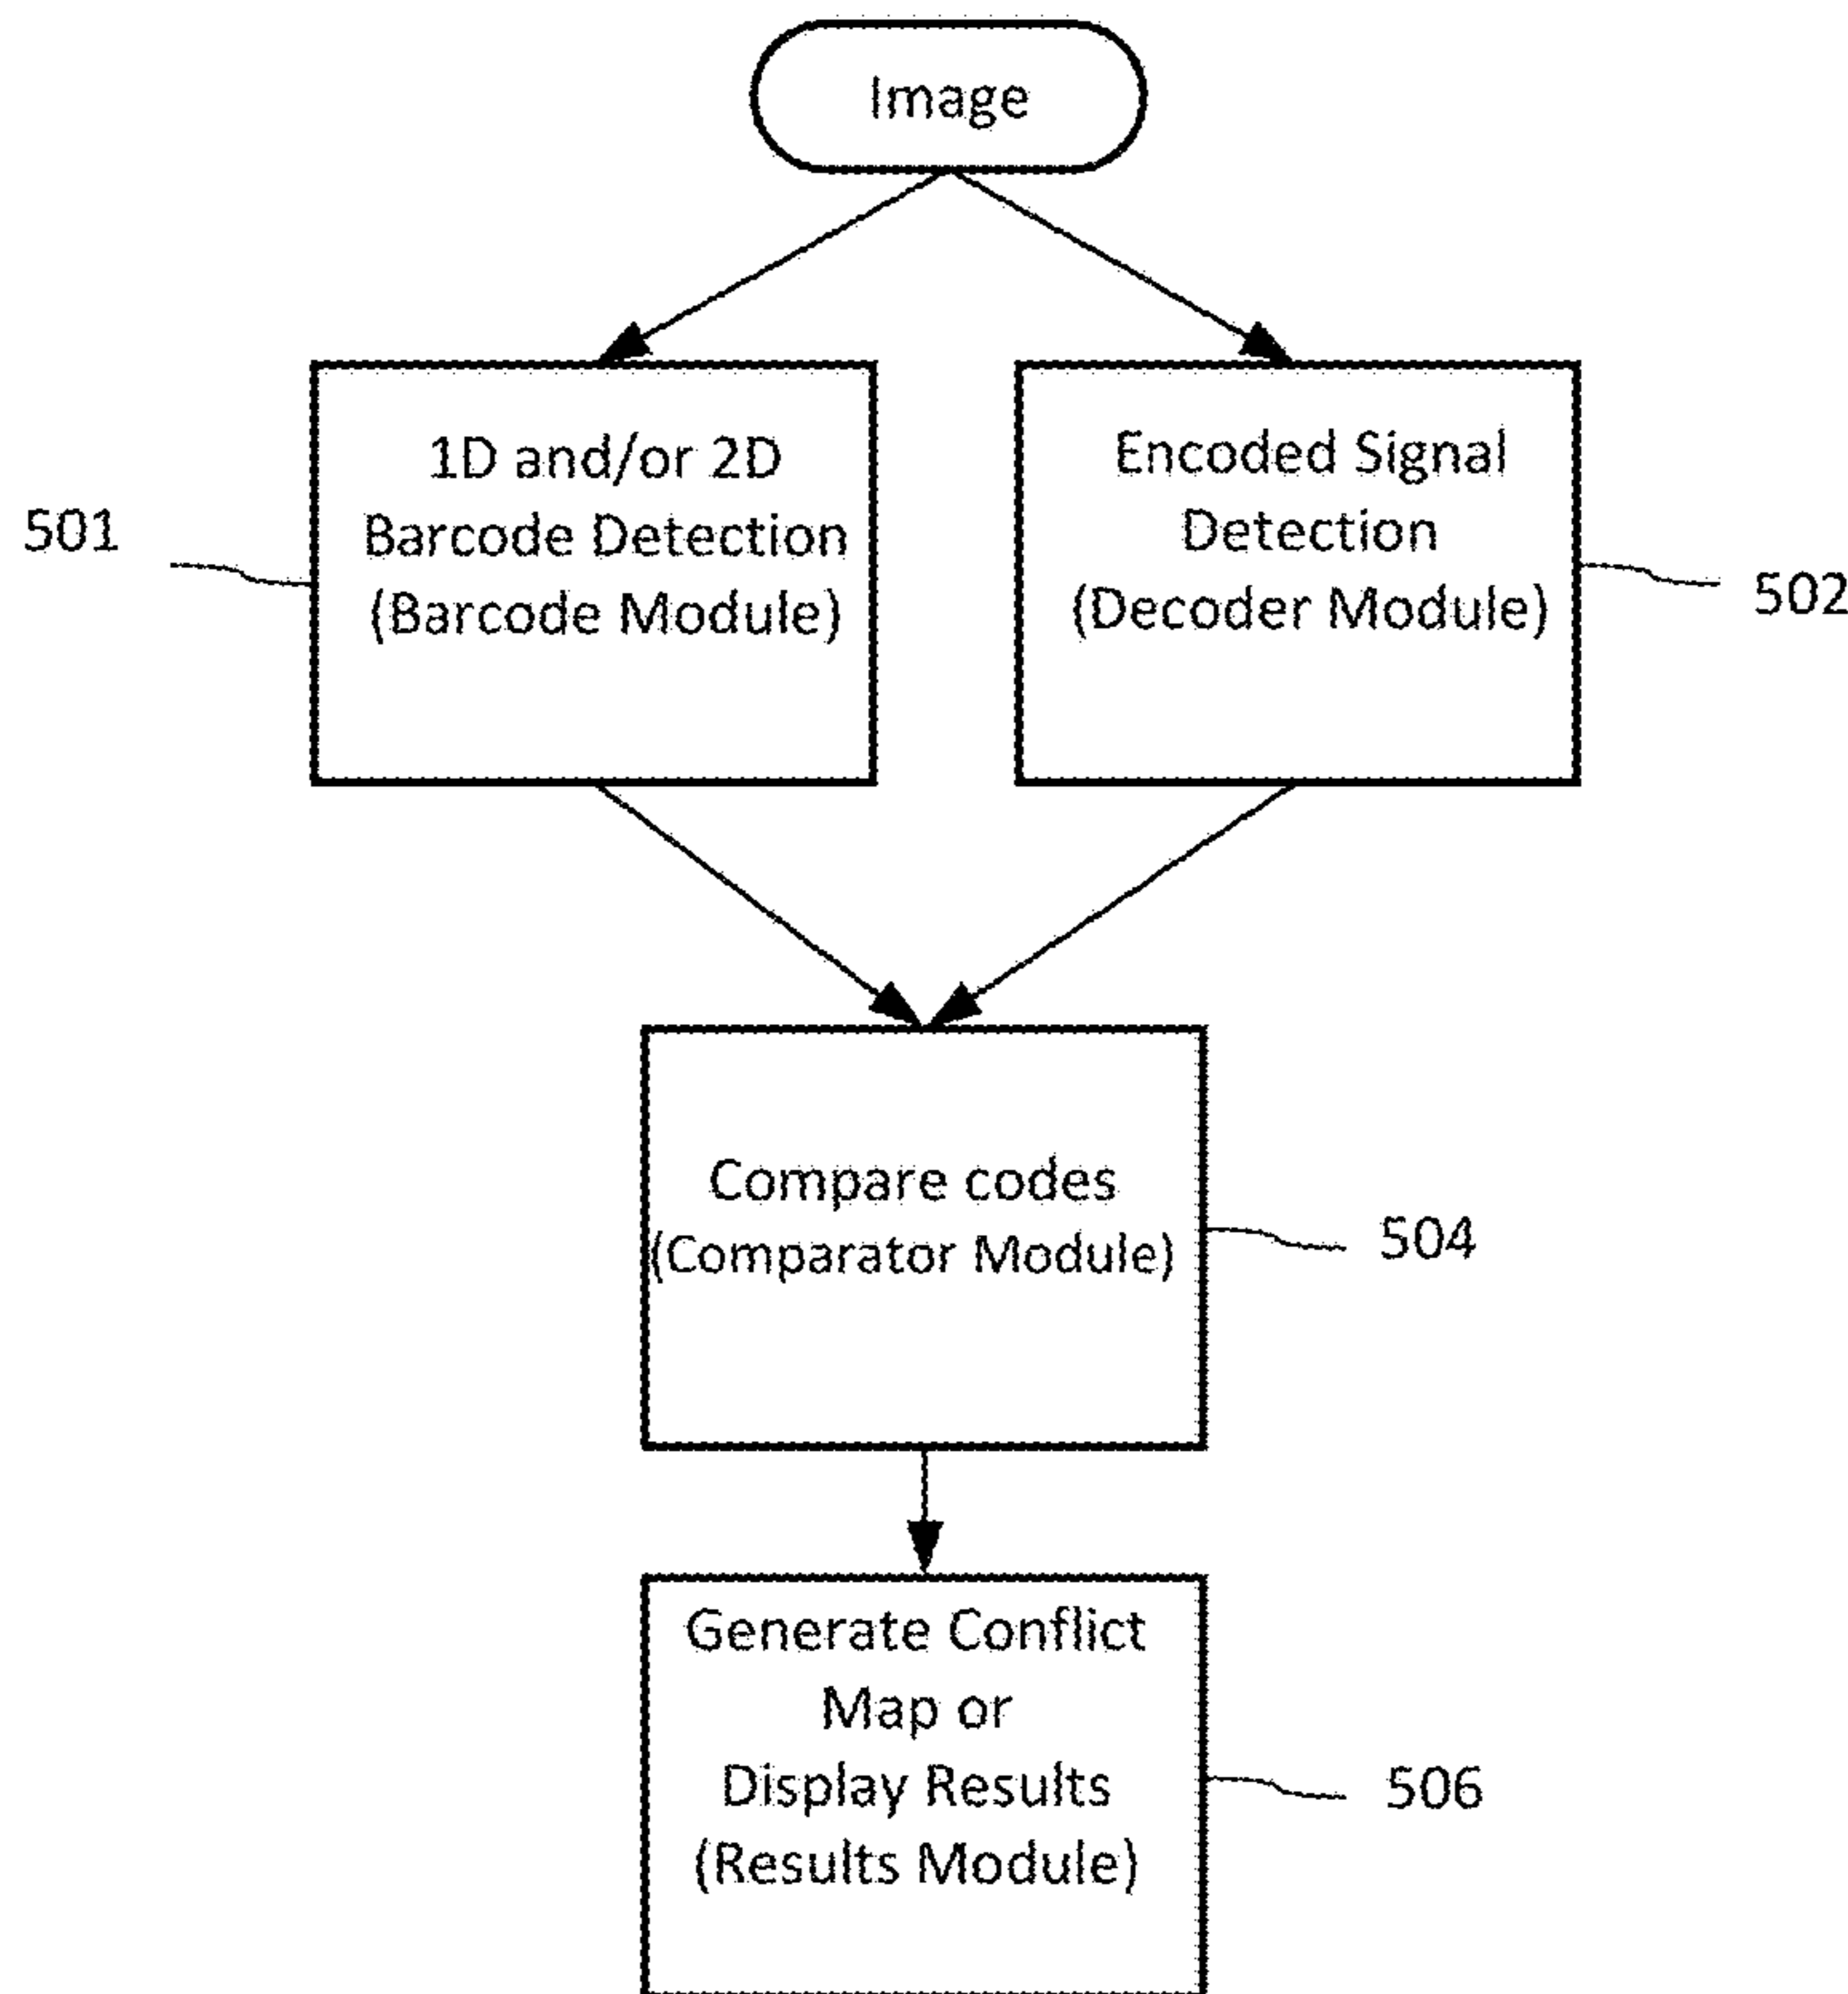 Image
1D and/or 2D
Barcode Detection
(Barcode Module)
501
Encoded Signal
Detection
(Decoder Module)
502
Compare codes
(Comparator Module)
504
Generate Conflict
Map or
Display Results
(Results Module)
506